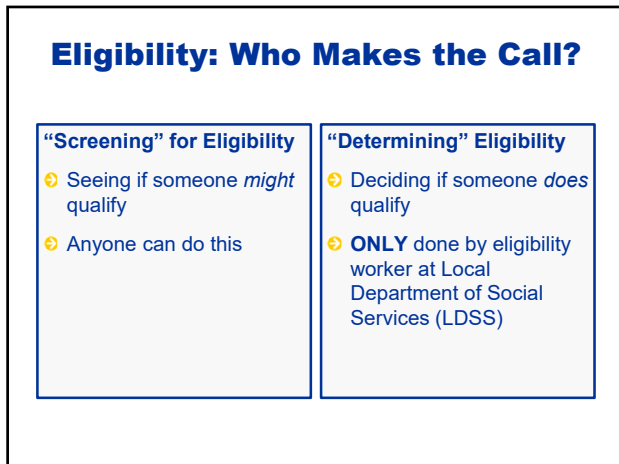 Eligibility: Who Makes the Call?
“Screening” for Eligibility
Seeing if someone might
qualify
Anyone can do this
“Determining” Eligibility
Deciding if someone does
qualify
ONLY done by eligibility
worker at Local
Department of Social
Services (LDSS)